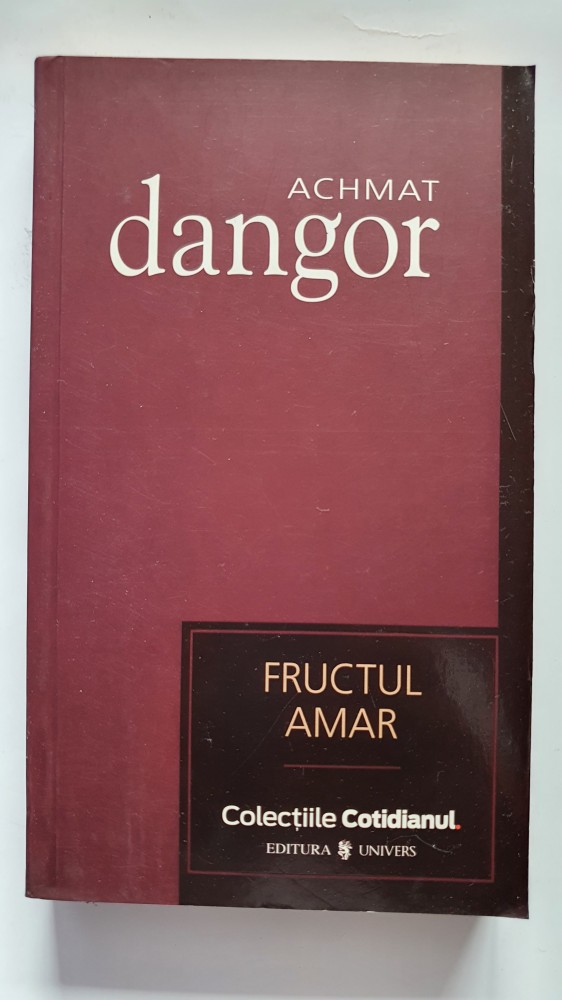 ACHMAT
dangor
FRUCTUL
AMAR
Colecțiile Cotidianul.
EDITURA UNIVERS